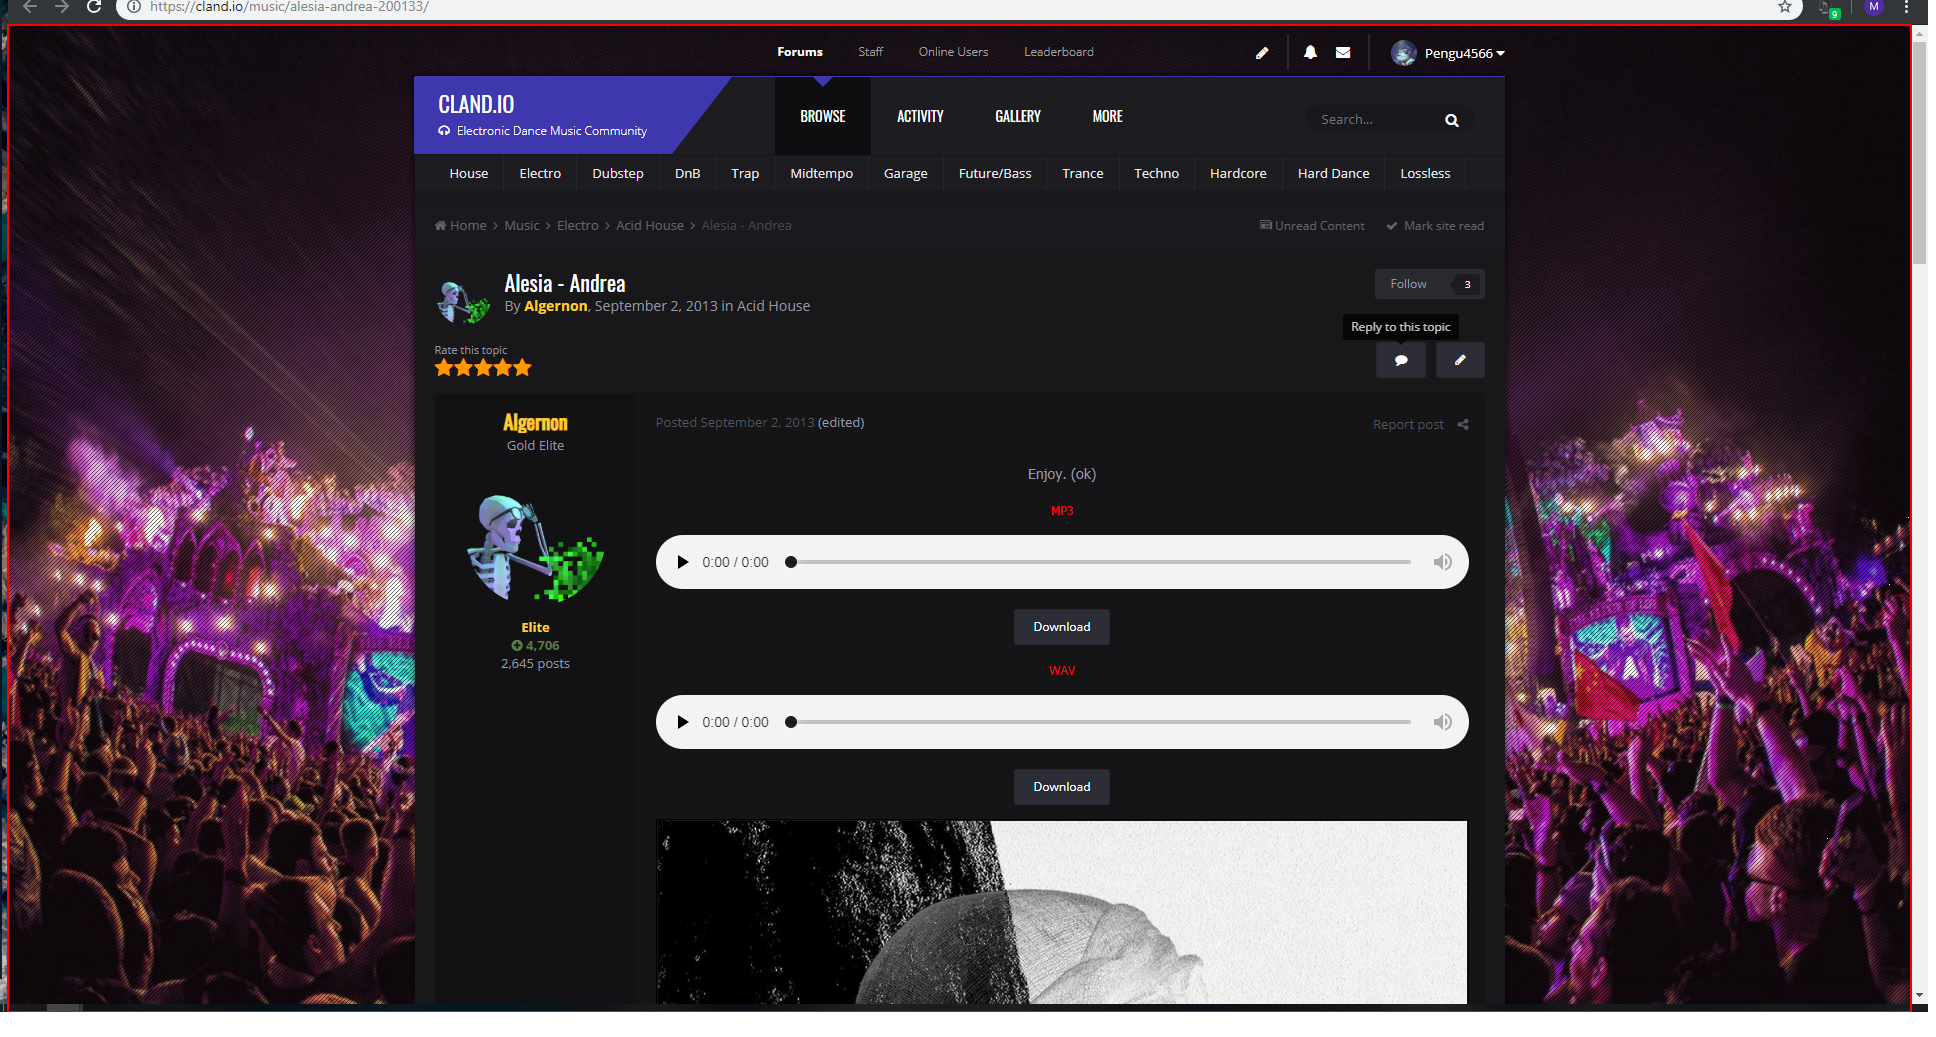 https://cland.io/music/alesia-andrea-200133/
9
M
Forums Staff Online Users Leaderboard Pengu4566
CLAND.IO
Electronic Dance Music Community
BROWSE ACTIVITY GALLERY MORE Search...
House Electro Dubstep DnB Trap Midtempo Garage Future/Bass Trance Techno Hardcore Hard Dance Lossless
Home > Music > Electro > Acid House > Alesia - Andrea Unread Content Mark site read
Alesia - Andrea
By Algernon, September 2, 2013 in Acid House
Follow 3
Reply to this topic
Rate this topic
Algernon
Gold Elite
Elite
4,706
2,645 posts
Posted September 2, 2013 (edited) Report post
Enjoy. (ok)
MP3
0:00 / 0:00
Download
WAV
0:00 / 0:00
Download
ELIXIR OF LIFE